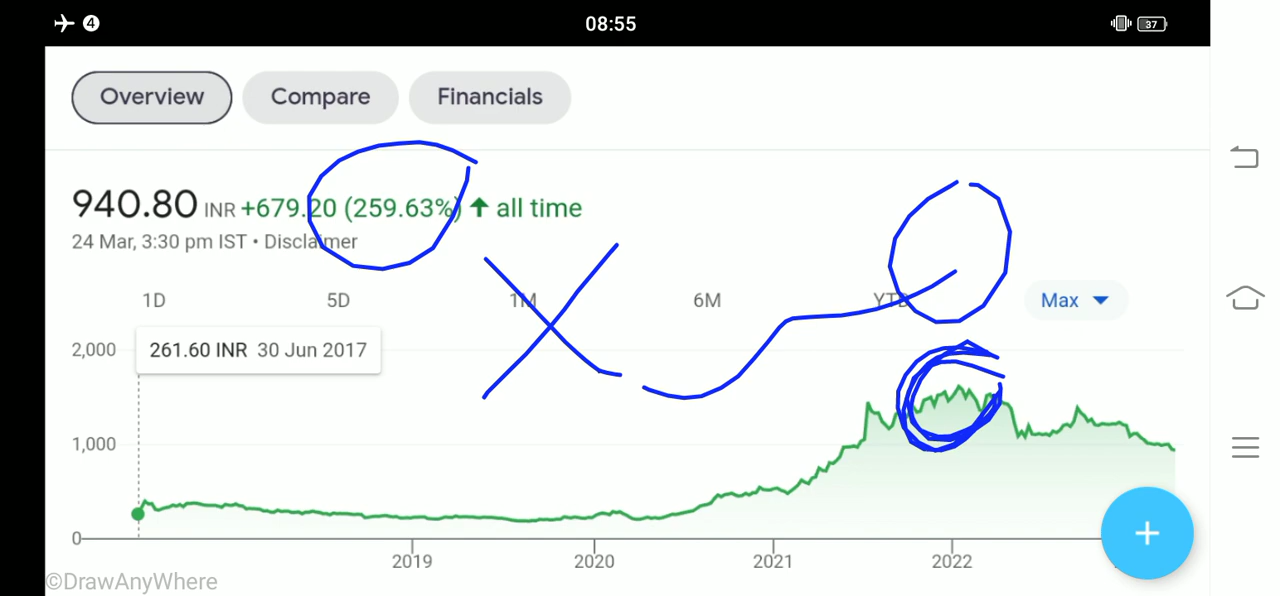 4 08:55 37
Overview Compare Financials
940.80 INR +679.20 (259.63%) ↑ all time
24 Mar, 3:30 pm IST • Disclaimer
1D 5D 1M 6M YTD Max
2,000
261.60 INR 30 Jun 2017
1,000
0
2019 2020 2021 2022
©DrawAnyWhere